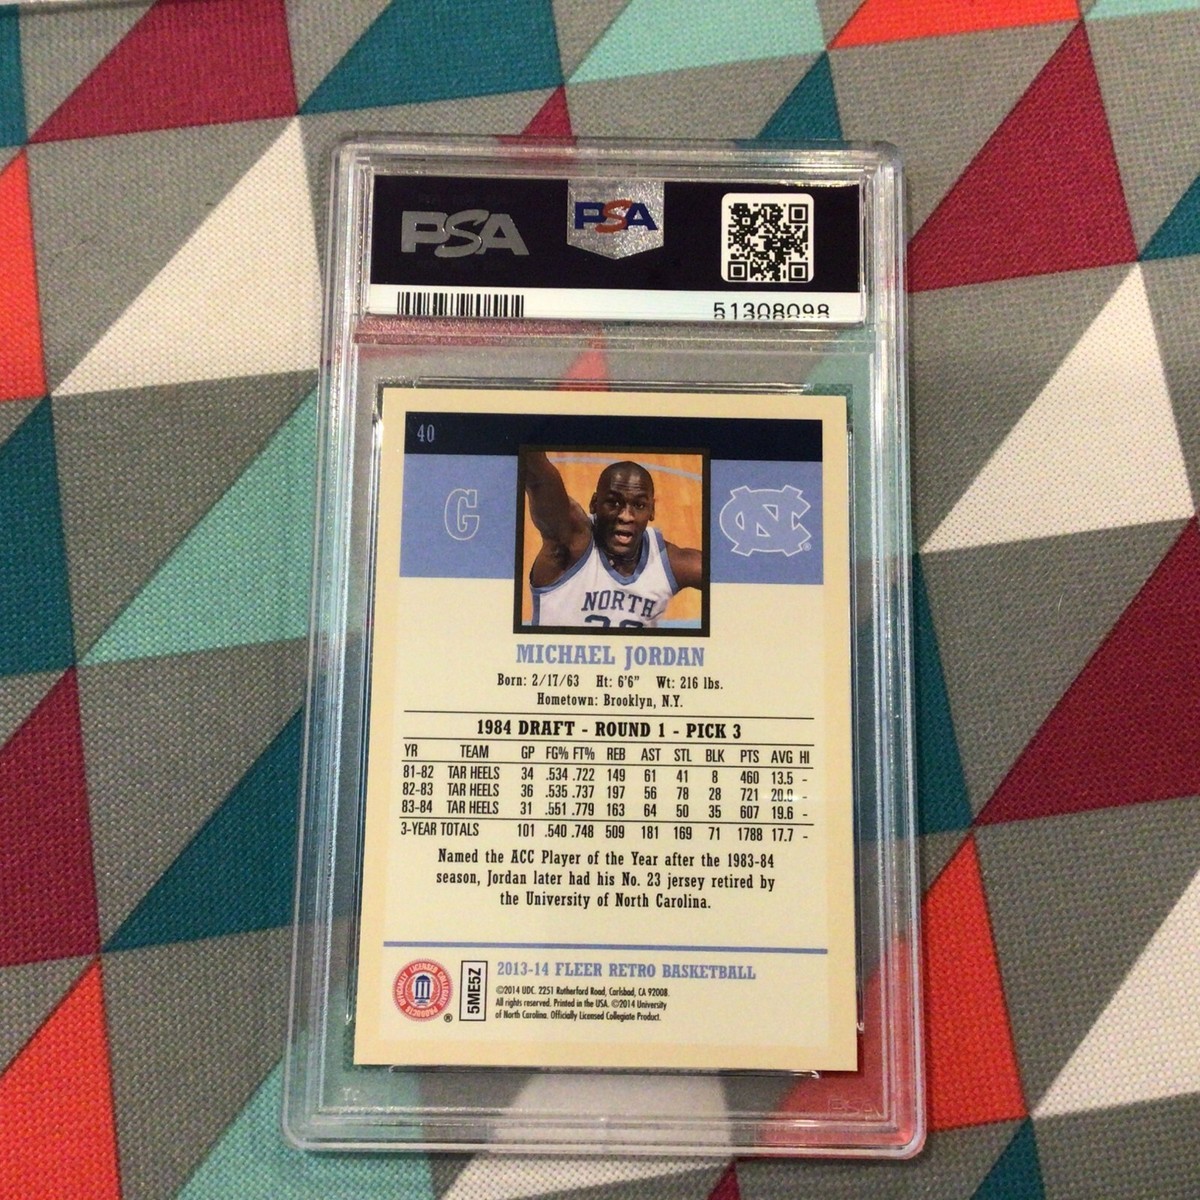 PSA
PSA
51308098
40
G
NC
®
NORTH
MICHAEL JORDAN
Born: 2/17/63 Ht: 6'6" Wt: 216 lbs.
Hometown: Brooklyn, N.Y.
1984 DRAFT - ROUND 1 - PICK 3
YR TEAM GP FG% FT% REB AST STL BLK PTS AVG HI
81-82 TAR HEELS 34 .534 .722 149 61 41 8 460 13.5 -
82-83 TAR HEELS 36 .535 .737 197 56 78 28 721 20.0 -
83-84 TAR HEELS 31 .551 .779 163 64 50 35 607 19.6 -
3-YEAR TOTALS 101 .540 .748 509 181 169 71 1788 17.7 -
Named the ACC Player of the Year after the 1983-84
season, Jordan later had his No. 23 jersey retired by
the University of North Carolina.
OFFICIALLY LICENSED COLLEGIATE PRODUCTS
®
5ME5Z
2013-14 FLEER RETRO BASKETBALL
©2014 UDC. 2251 Rutherford Road, Carlsbad, CA 92008.
All rights reserved. Printed in the USA. ©2014 University
of North Carolina. Officially Licensed Collegiate Product.